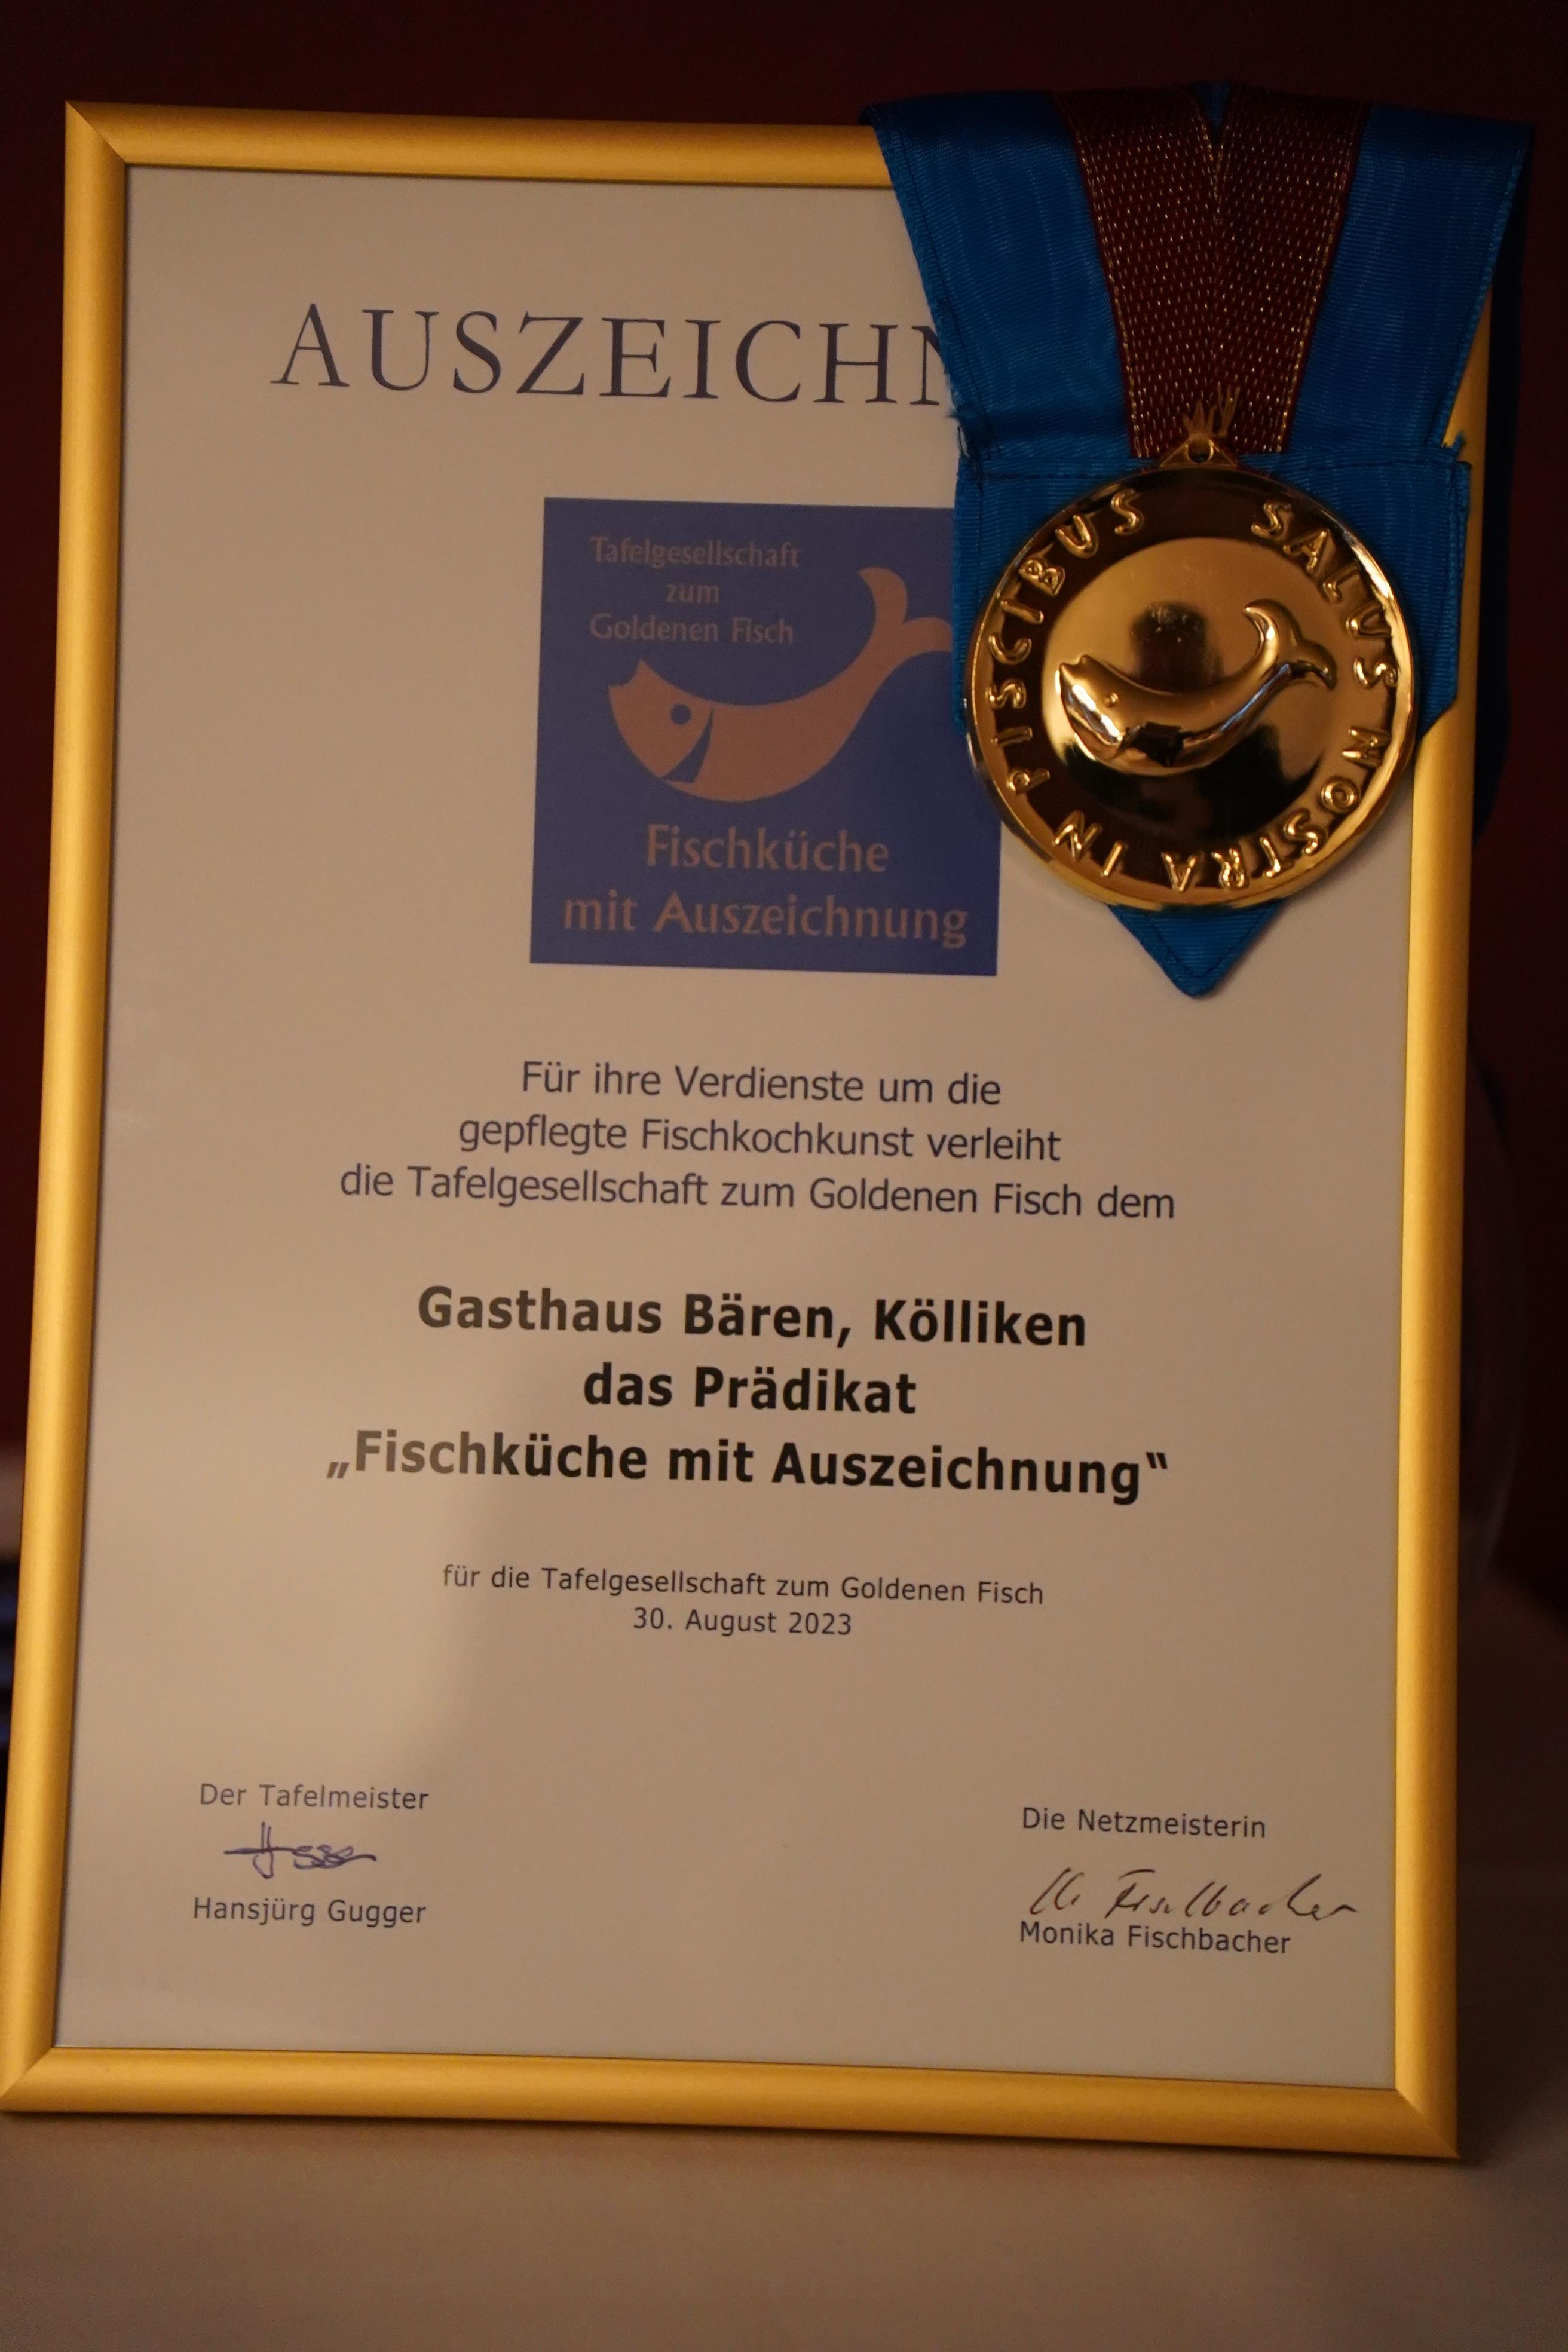 AUSZEICHN
Tafelgesellschaft
zum
Goldenen Fisch
Fischküche
mit Auszeichnung
SALUS NOSTRA IN PISCIBUS
Für ihre Verdienste um die
gepflegte Fischkochkunst verleiht
die Tafelgesellschaft zum Goldenen Fisch dem
Gasthaus Bären, Kölliken
das Prädikat
„Fischküche mit Auszeichnung“
für die Tafelgesellschaft zum Goldenen Fisch
30. August 2023
Der Tafelmeister
Hansjürg Gugger
Die Netzmeisterin
M. Fischbacher
Monika Fischbacher